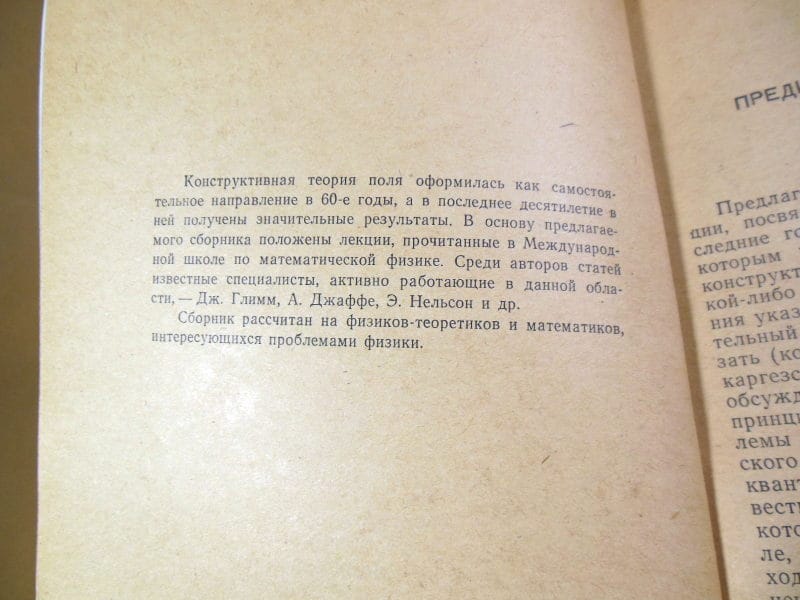 Конструктивная теория поля оформилась как самостоя-
тельное направление в 60-е годы, а в последнее десятилетие в
ней получены значительные результаты. В основу предлагае-
мого сборника положены лекции, прочитанные в Международ-
ной школе по математической физике. Среди авторов статей
известные специалисты, активно работающие в данной обла-
сти, — Дж. Глимм, А. Джаффе, Э. Нельсон и др.
Сборник рассчитан на физиков-теоретиков и математиков,
интересующихся проблемами физики.
ПРЕДИ
Предлаг
ции, посвя
следние го
которым
конструкт
кой-либо
ния указ
тельный
зать (ко
каргезс
обсужд
принци
лемы
ского
квант
вести
кото
ле,
ход